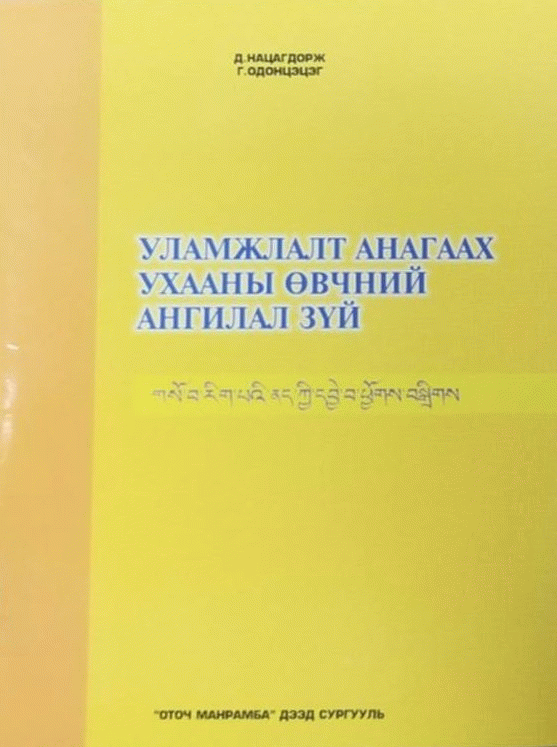 Д.НАЦАГДОРЖ
Г.ОДОНЦЭЦЭГ
УЛАМЖЛАЛТ АНАГААХ
УХААНЫ ӨВЧНИЙ
АНГИЛАЛ ЗҮЙ
གསོ་བ་རིག་པའི་ནད་ཀྱི་དབྱེ་བ་ཕྱོགས་བསྒྲིགས
"ОТОЧ МАНРАМБА" ДЭЭД СУРГУУЛЬ